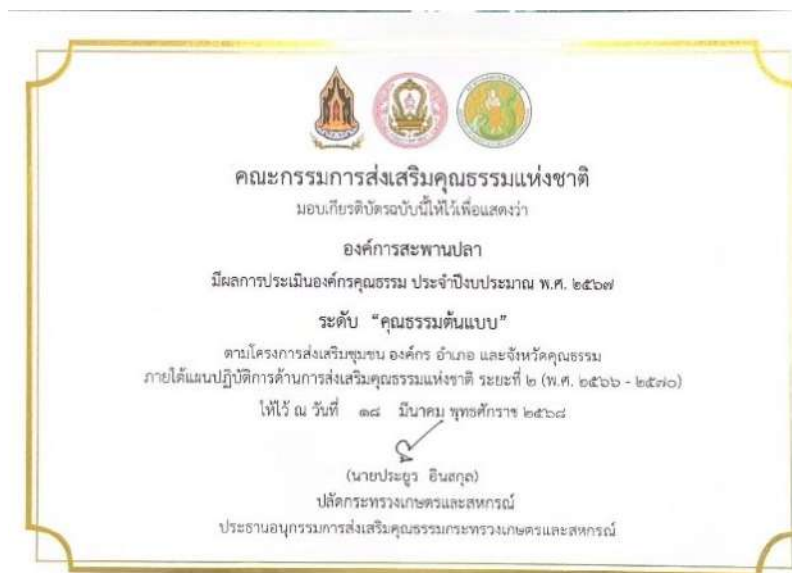 คณะกรรมการส่งเสริมคุณธรรมแห่งชาติ
มอบเกียรติบัตรฉบับนี้ให้ไว้เพื่อแสดงว่า
องค์การสะพานปลา
มีผลการประเมินองค์กรคุณธรรม ประจำปีงบประมาณ พ.ศ. ๒๕๖๗
ระดับ "คุณธรรมต้นแบบ"
ตามโครงการส่งเสริมชุมชน องค์กร อำเภอ และจังหวัดคุณธรรม
ภายใต้แผนปฏิบัติการด้านการส่งเสริมคุณธรรมแห่งชาติ ระยะที่ ๒ (พ.ศ. ๒๕๖๖ - ๒๕๗๐)
ให้ไว้ ณ วันที่ ๑๘ มีนาคม พุทธศักราช ๒๕๖๘
(นายประยูร อินสกุล)
ปลัดกระทรวงเกษตรและสหกรณ์
ประธานอนุกรรมการส่งเสริมคุณธรรมกระทรวงเกษตรและสหกรณ์